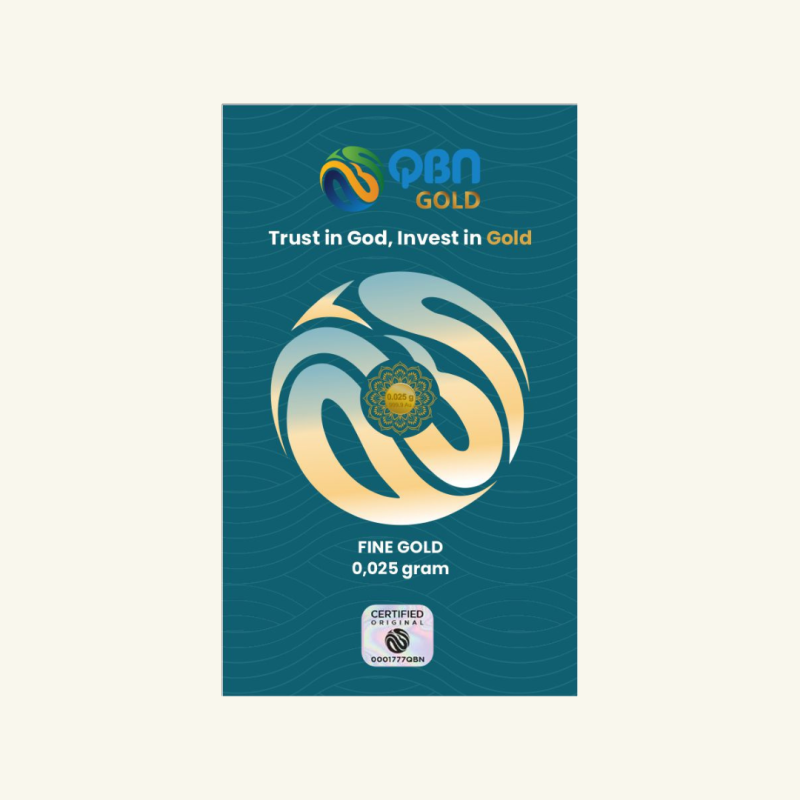 QBN
GOLD
Trust in God, Invest in Gold
0,025 g
FINE GOLD
0,025 gram
CERTIFIED
ORIGINAL
0001777QBN